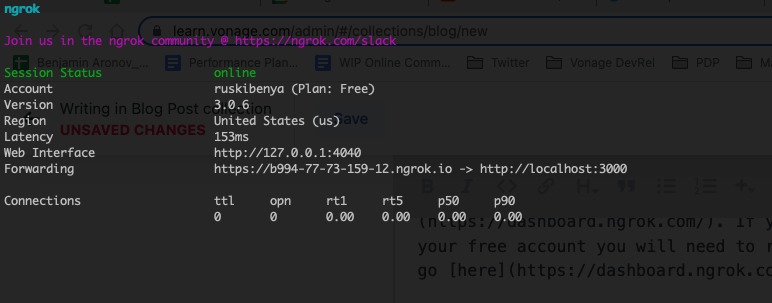 ngrok
learn.vonage.com/admin/#/collections/blog/new
Join us in the ngrok community @ https://ngrok.com/slack
Benjamin Aronov_... Performance Plan... WIP Online Comm... Twitter Vonage DevRel PDP Ma
Session Status online
Account ruskibenya (Plan: Free)
Version 3.0.6
Writing in Blog Post collection
Region United States (us)
UNSAVED CHANGES Save
Latency 153ms
Web Interface http://127.0.0.1:4040
Forwarding https://b994-77-73-159-12.ngrok.io -> http://localhost:3000
Connections ttl opn rt1 rt5 p50 p90
0 0 0.00 0.00 0.00 0.00
(https://dashboard.ngrok.com/). If y
your free account you will need to r
go [here](https://dashboard.ngrok.co